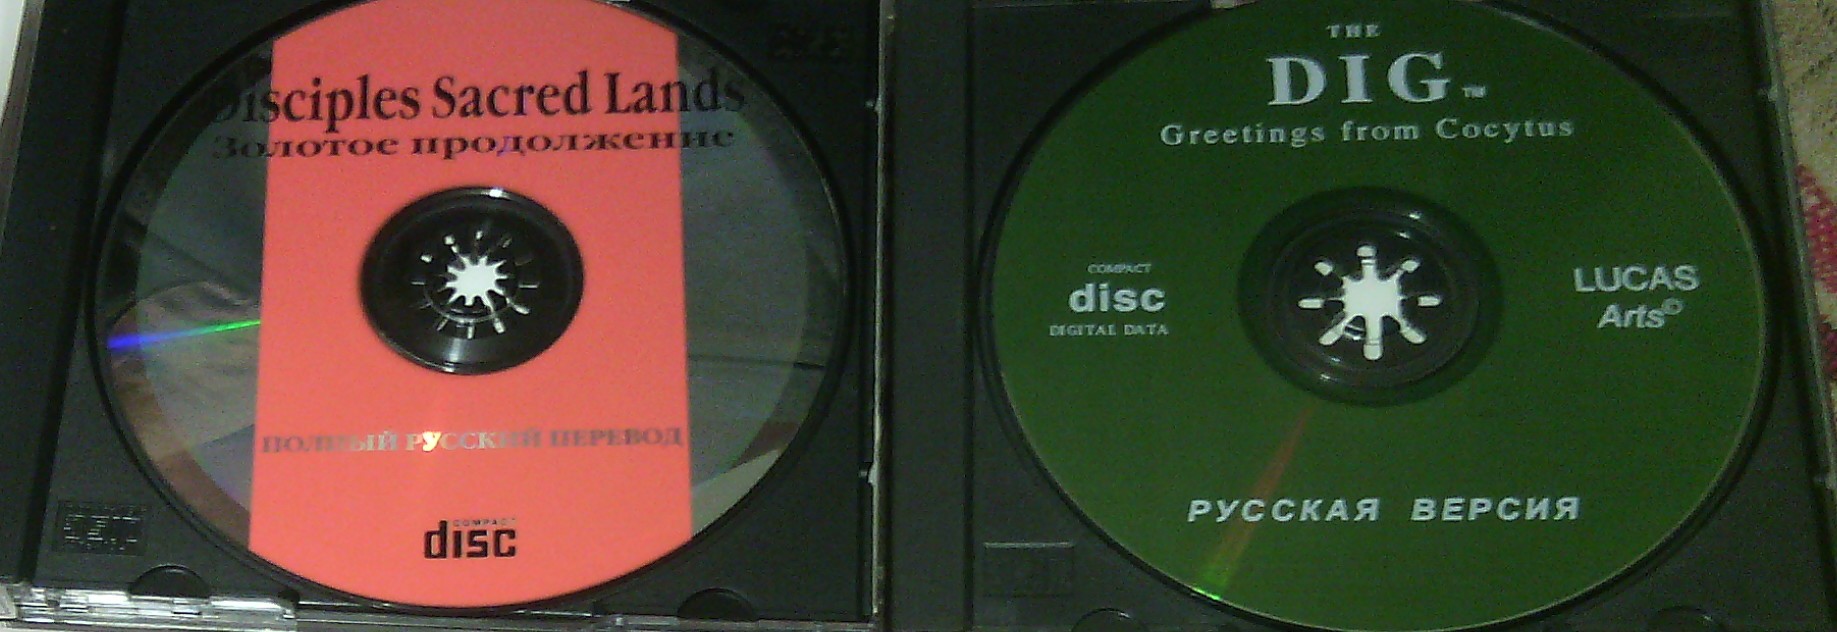 Disciples Sacred Lands
Золотое продолжение
ПОЛНЫЙ РУССКИЙ ПЕРЕВОД
COMPACT
disc
THE
DIG™
Greetings from Cocytus
COMPACT
disc
DIGITAL DATA
LUCAS
Arts©
РУССКАЯ ВЕРСИЯ